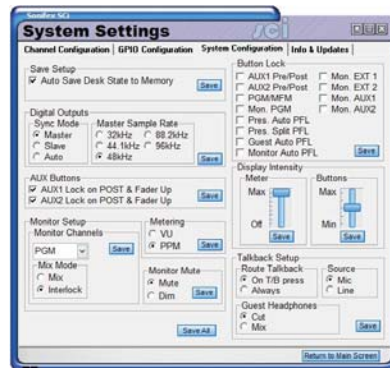 Sonifex SCi
System Settings
sci
Channel Configuration | GPIO Configuration | System Configuration | Info & Updates
Save Setup
Auto Save Desk State to Memory
Save
Digital Outputs
Sync Mode
Master
Slave
Auto
Master Sample Rate
32kHz
88.2kHz
44.1kHz
96kHz
48kHz
Save
AUX Buttons
AUX1 Lock on POST & Fader Up
AUX2 Lock on POST & Fader Up
Save
Monitor Setup
Monitor Channels
PGM
Save
Mix Mode
Mix
Interlock
Metering
VU
PPM
Save
Monitor Mute
Mute
Dim
Save
Save All
Button Lock
AUX1 Pre/Post
Mon. EXT 1
AUX2 Pre/Post
Mon. EXT 2
PGM/MFM
Mon. AUX1
Mon. PGM
Mon. AUX2
Pres. Auto PFL
Pres. Split PFL
Guest Auto PFL
Monitor Auto PFL
Save
Display Intensity
Meter
Max
Off
Save
Buttons
Max
Min
Save
Talkback Setup
Route Talkback
On T/B press
Always
Source
Mic
Line
Guest Headphones
Cut
Mix
Save
Return to Main Screen